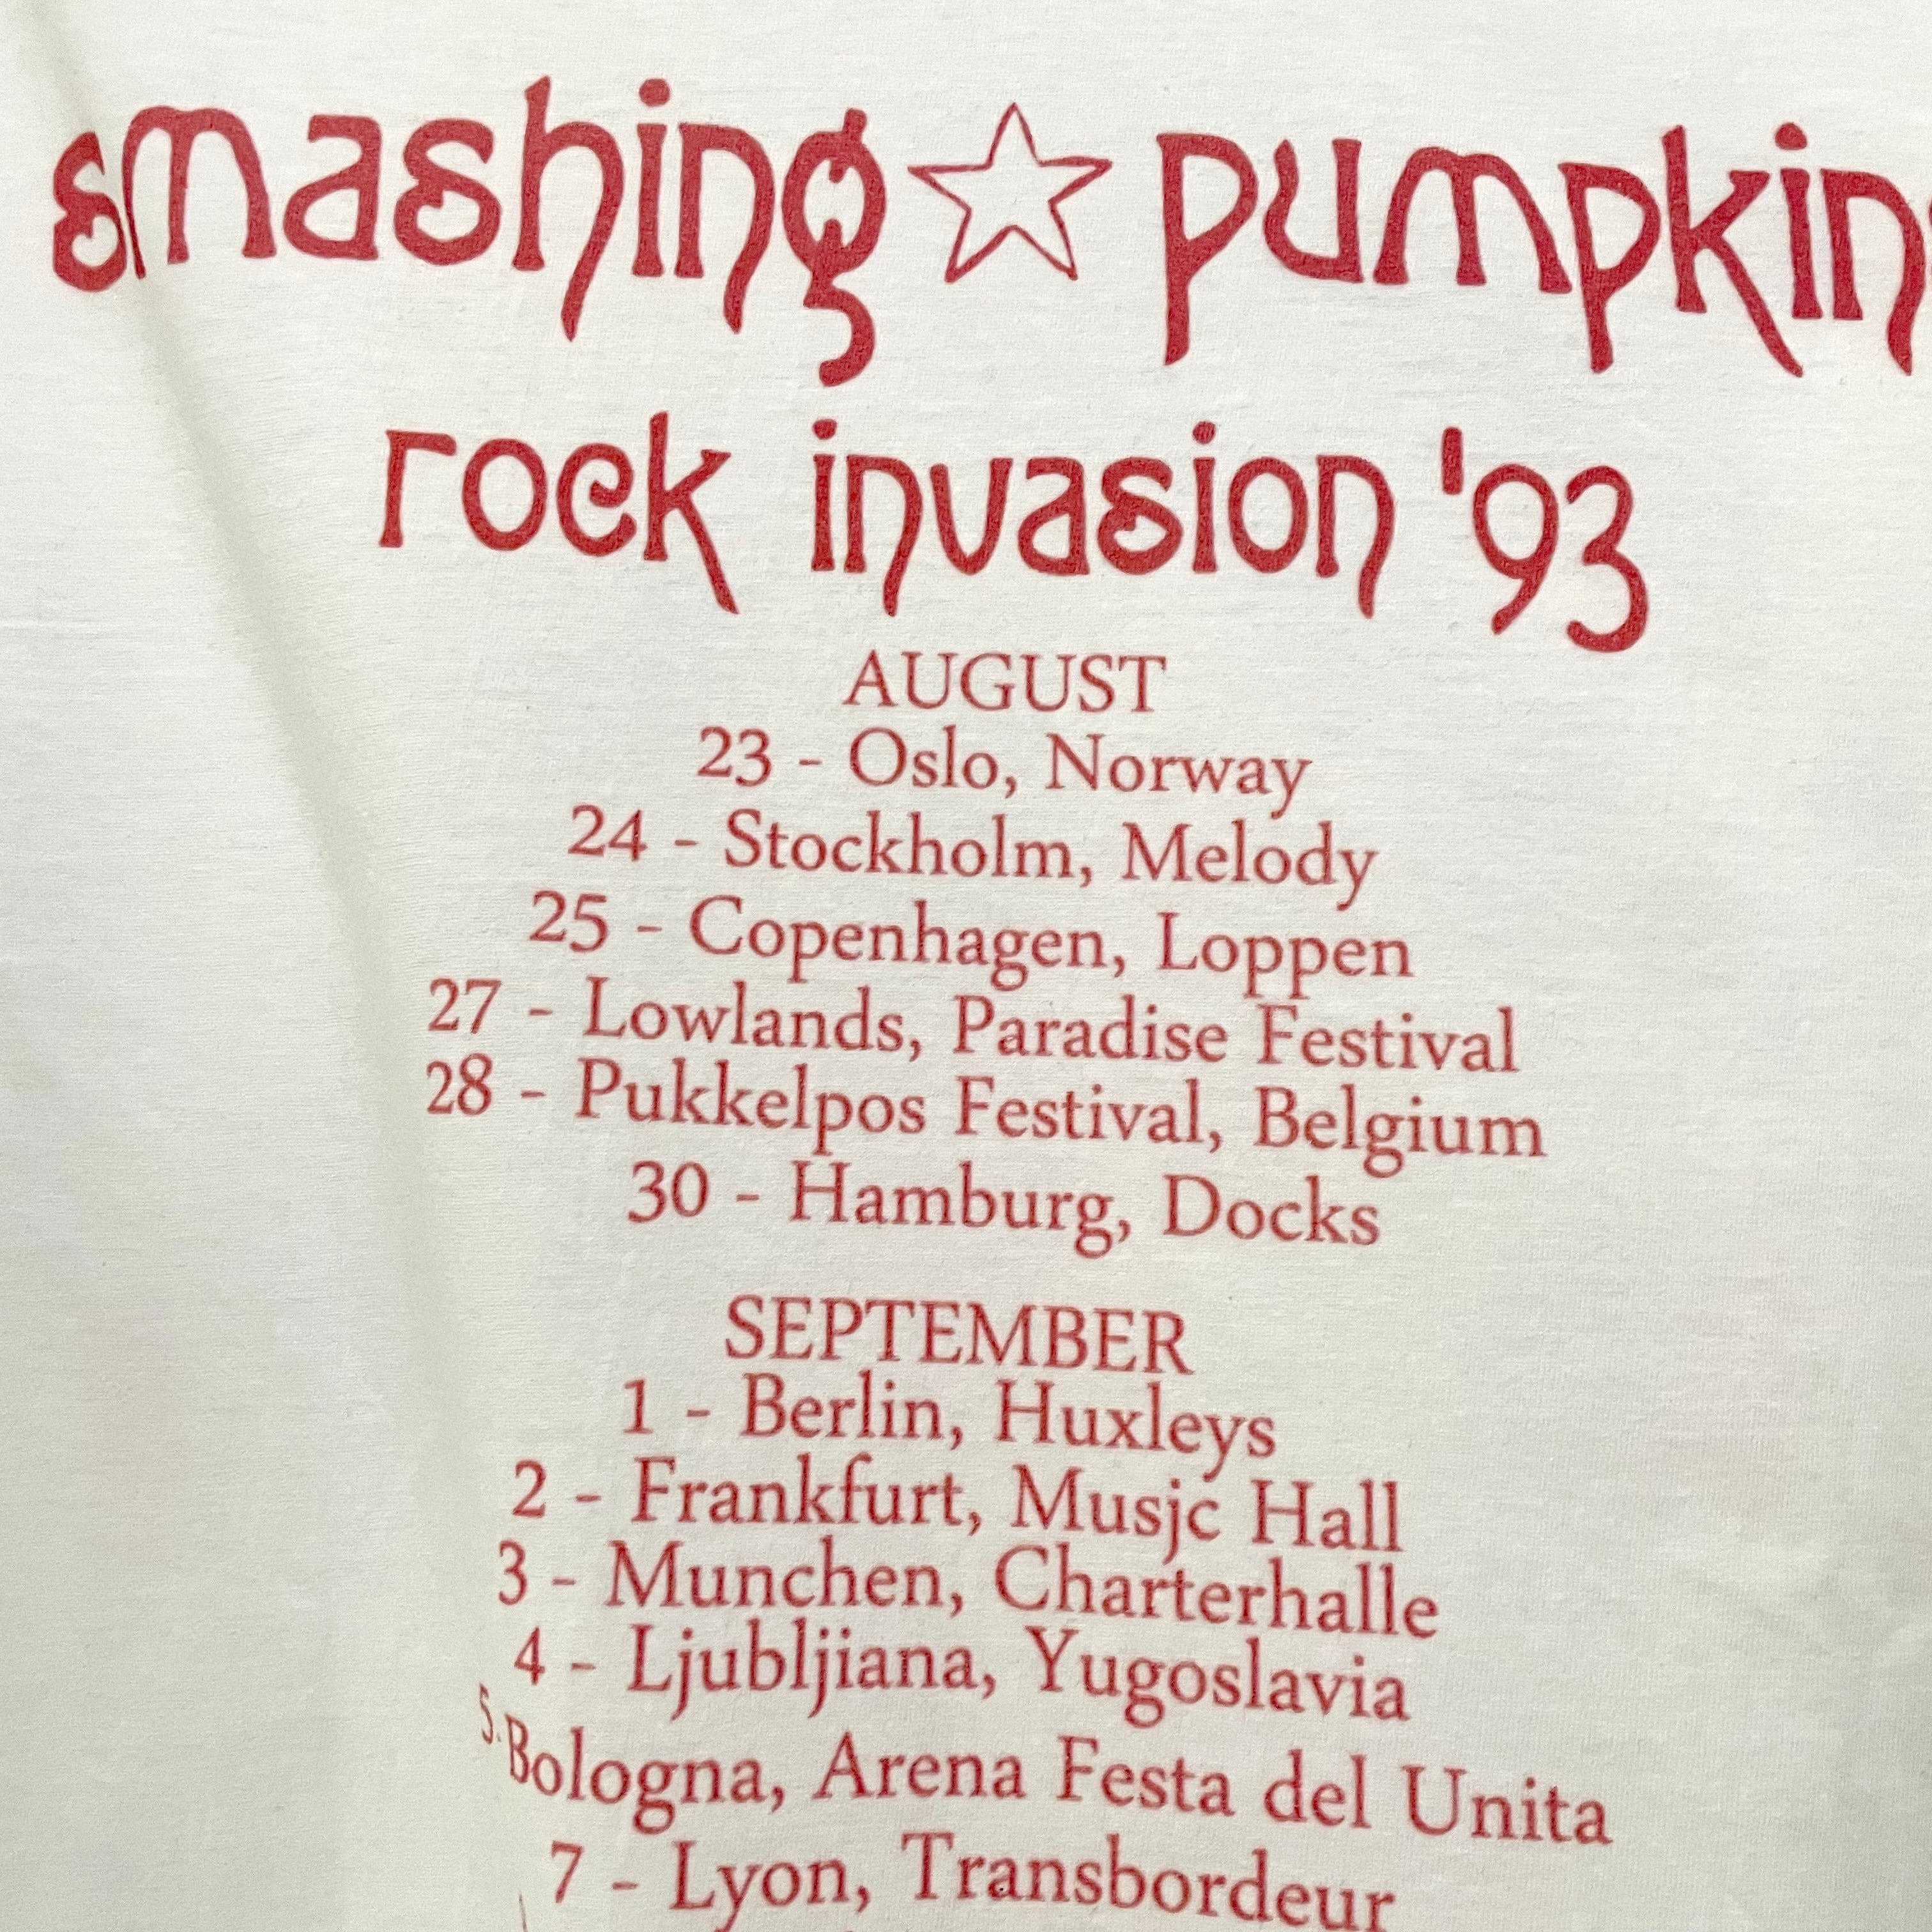 smashing ☆ pumpkin
rock invasion '93
AUGUST
23 - Oslo, Norway
24 - Stockholm, Melody
25 - Copenhagen, Loppen
27 - Lowlands, Paradise Festival
28 - Pukkelpos Festival, Belgium
30 - Hamburg, Docks
SEPTEMBER
1 - Berlin, Huxleys
2 - Frankfurt, Musjc Hall
3 - Munchen, Charterhalle
4 - Ljubljiana, Yugoslavia
5. Bologna, Arena Festa del Unita
7 - Lyon, Transbordeur